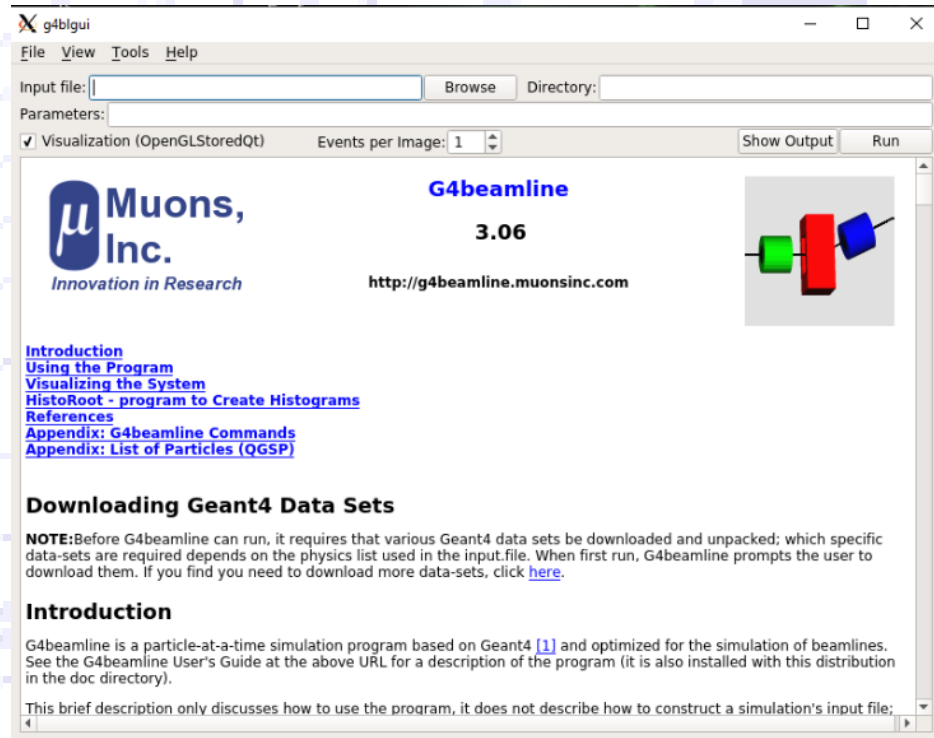 g4blgui
File View Tools Help
Input file: Browse Directory:
Parameters:
Visualization (OpenGLStoredQt) Events per Image: 1 Show Output Run
μ Muons, Inc.
Innovation in Research
G4beamline
3.06
http://g4beamline.muonsinc.com
Introduction
Using the Program
Visualizing the System
HistoRoot - program to Create Histograms
References
Appendix: G4beamline Commands
Appendix: List of Particles (QGSP)
Downloading Geant4 Data Sets
NOTE:Before G4beamline can run, it requires that various Geant4 data sets be downloaded and unpacked; which specific
data-sets are required depends on the physics list used in the input.file. When first run, G4beamline prompts the user to
download them. If you find you need to download more data-sets, click here.
Introduction
G4beamline is a particle-at-a-time simulation program based on Geant4 [1] and optimized for the simulation of beamlines.
See the G4beamline User's Guide at the above URL for a description of the program (it is also installed with this distribution
in the doc directory).
This brief description only discusses how to use the program, it does not describe how to construct a simulation's input file;